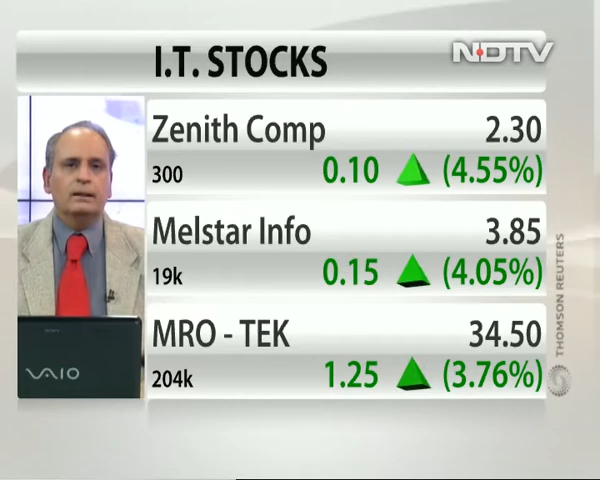 I.T. STOCKS
NDTV
Zenith Comp 2.30
300 0.10 (4.55%)
Melstar Info 3.85
19k 0.15 (4.05%)
MRO - TEK 34.50
204k 1.25 (3.76%)
THOMSON REUTERS
SONY
VAIO